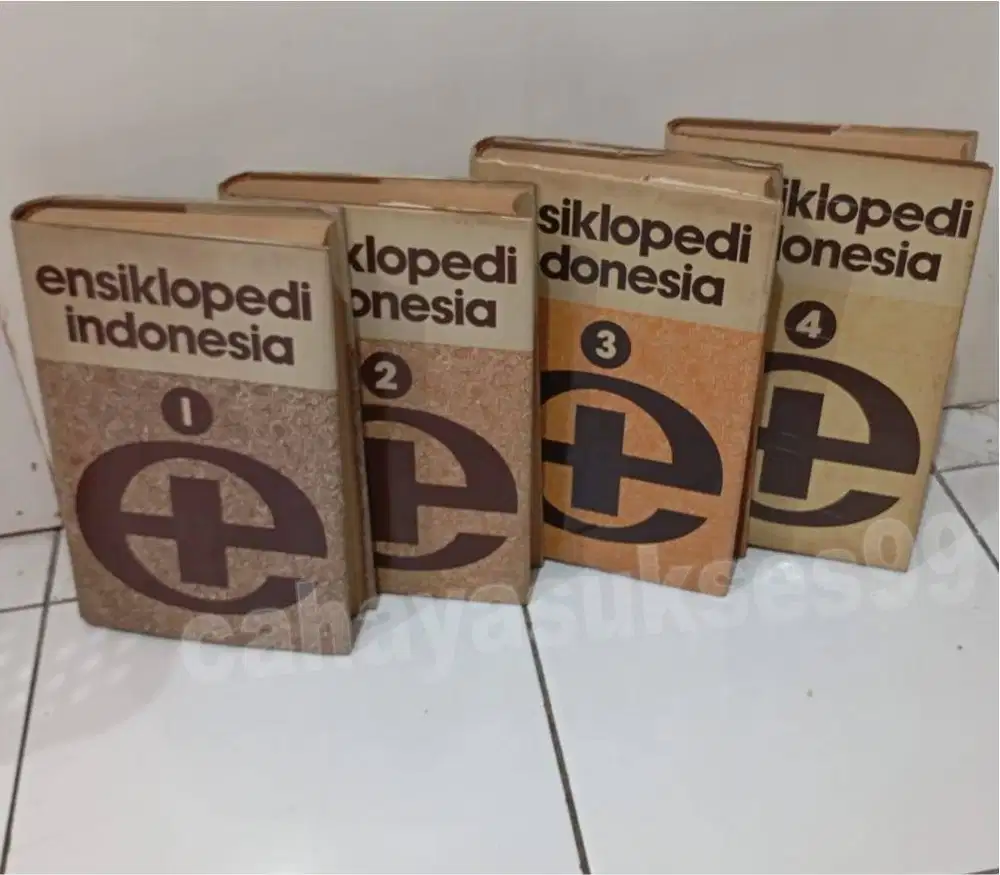 ensiklopedi
indonesia
1
klopedi
onesia
2
siklopedi
donesia
3
iklopedi
onesia
4
cahayasukses99